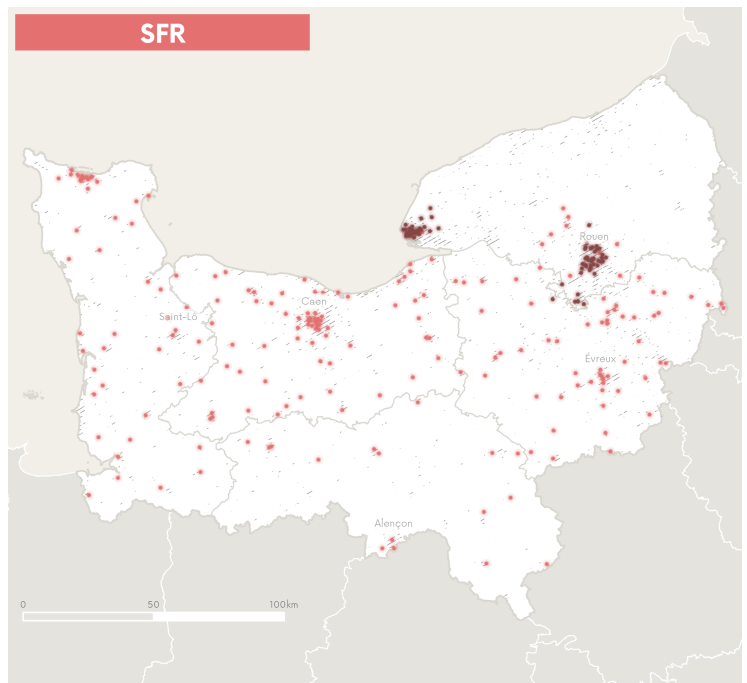 SFR
Rouen
Caen
Saint-Lô
Évreux
Alençon
0 50 100km